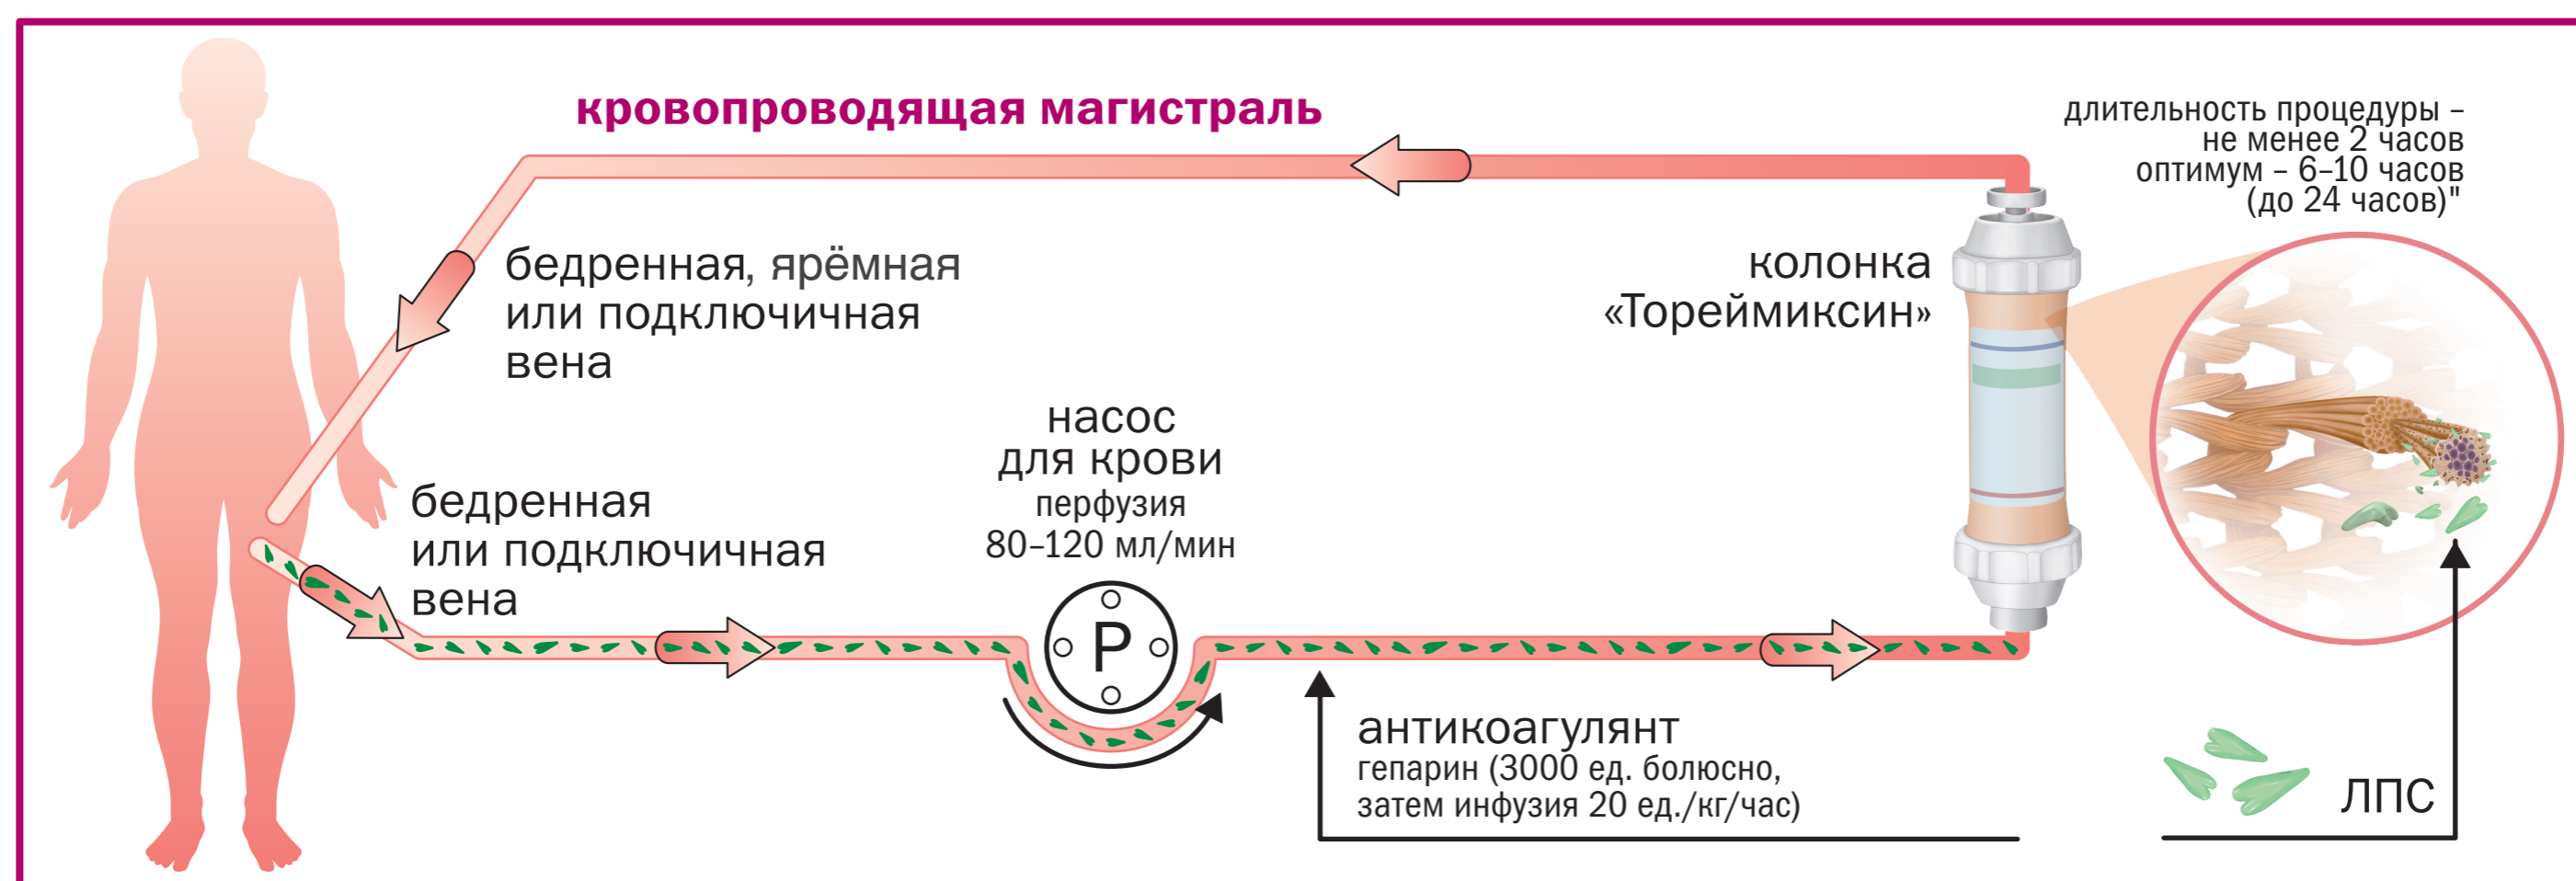 кровопроводящая магистраль
длительность процедуры –
не менее 2 часов
оптимум – 6–10 часов
(до 24 часов)"
бедренная, ярёмная
или подключичная
вена
колонка
«Тореймиксин»
насос
для крови
перфузия
80–120 мл/мин
бедренная
или подключичная
вена
P
антикоагулянт
гепарин (3000 ед. болюсно,
затем инфузия 20 ед./кг/час)
ЛПС